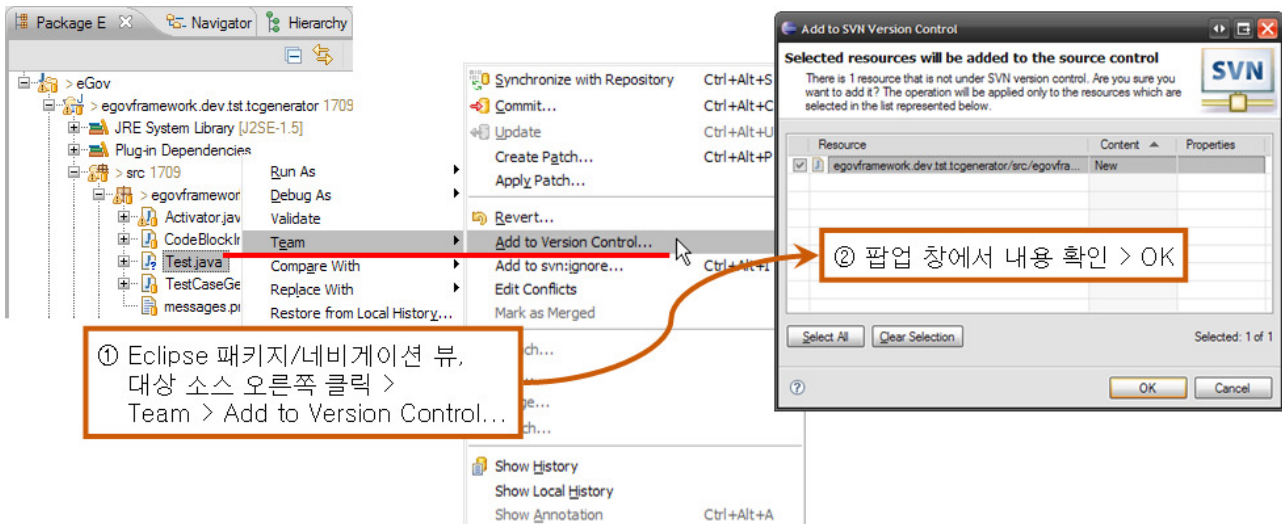 Package E
Navigator
Hierarchy
> eGov
> egovframework.dev.tst.tcgenerator 1709
JRE System Library [J2SE-1.5]
Plug-in Dependencies
> src 1709
> egovframewor
Activator.jav
CodeBlockIr
Test.java
TestCaseGe
messages.pr
Run As
Debug As
Validate
Team
Compare With
Replace With
Restore from Local History...
Synchronize with Repository Ctrl+Alt+S
Commit... Ctrl+Alt+C
Update Ctrl+Alt+U
Create Patch... Ctrl+Alt+P
Apply Patch...
Revert...
Add to Version Control...
Add to svn:ignore... Ctrl+Alt+I
Edit Conflicts
Mark as Merged
Show History
Show Local History
Show Annotation Ctrl+Alt+A
① Eclipse 패키지/네비게이션 뷰,
대상 소스 오른쪽 클릭 >
Team > Add to Version Control...
Add to SVN Version Control
Selected resources will be added to the source control
There is 1 resource that is not under SVN version control. Are you sure you
want to add it? The operation will be applied only to the resources which are
selected in the list represented below.
SVN
Resource Content Properties
egovframework.dev.tst.tcgenerator/src/egovfra... New
② 팝업 창에서 내용 확인 > OK
Select All Clear Selection Selected: 1 of 1
OK Cancel